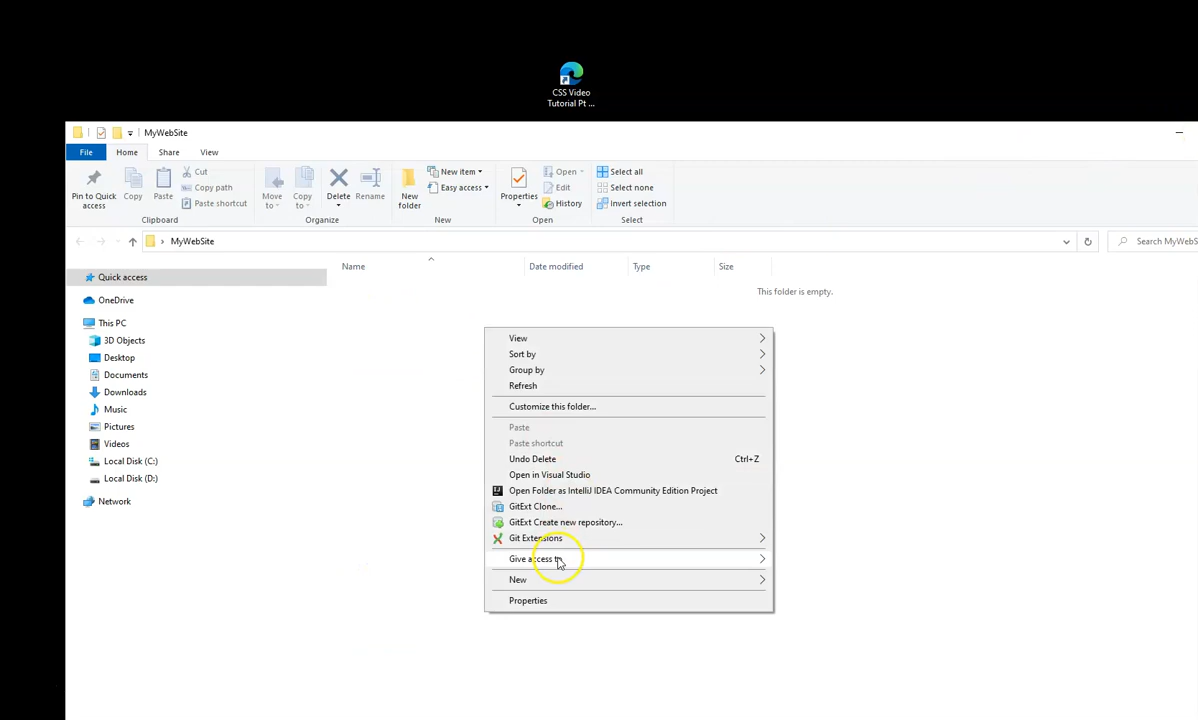 CSS Video
Tutorial Pt ...
MyWebSite
File Home Share View
Pin to Quick
access
Copy
Paste
Cut
Copy path
Paste shortcut
Clipboard
Move
to
Copy
to
Delete
Rename
Organize
New
folder
New item
Easy access
New
Properties
Open
Edit
History
Open
Select all
Select none
Invert selection
Select
MyWebSite
Search MyWebS
Name Date modified Type Size
This folder is empty.
Quick access
OneDrive
This PC
3D Objects
Desktop
Documents
Downloads
Music
Pictures
Videos
Local Disk (C:)
Local Disk (D:)
Network
View
Sort by
Group by
Refresh
Customize this folder...
Paste
Paste shortcut
Undo Delete Ctrl+Z
Open in Visual Studio
Open Folder as IntelliJ IDEA Community Edition Project
GitExt Clone...
GitExt Create new repository...
Git Extensions
Give access to
New
Properties